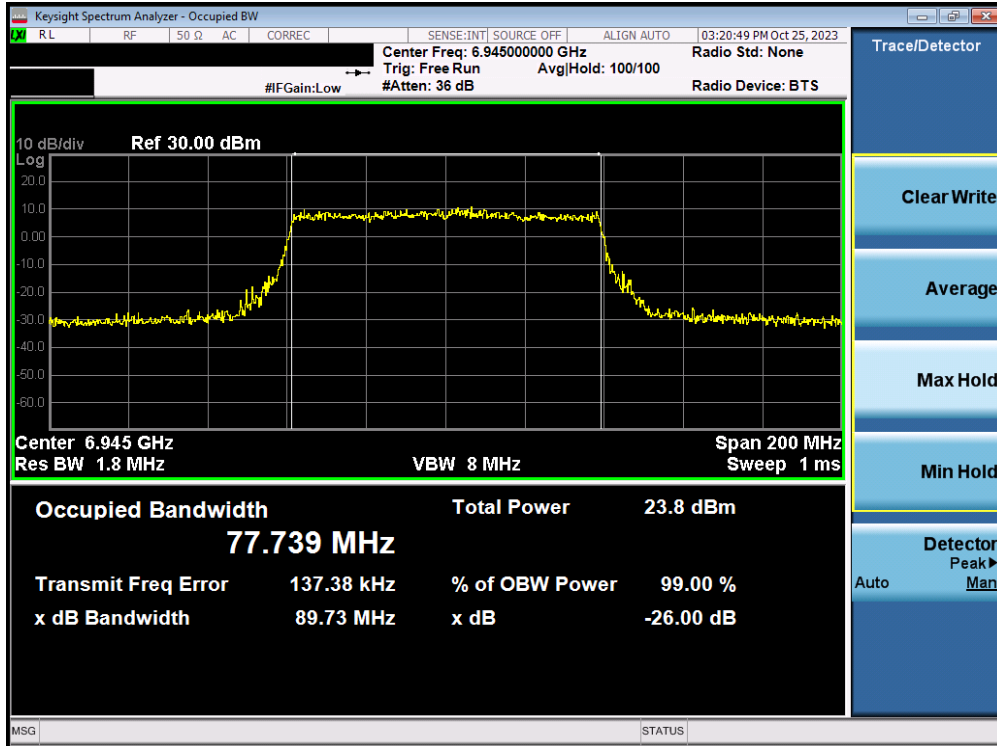 Keysight Spectrum Analyzer - Occupied BW
LXI RL RF 50 Ω AC CORREC SENSE:INT SOURCE OFF ALIGN AUTO 03:20:49 PM Oct 25, 2023
Center Freq: 6.945000000 GHz Radio Std: None
Trig: Free Run Avg|Hold: 100/100
#IFGain:Low #Atten: 36 dB Radio Device: BTS
Trace/Detector
10 dB/div Ref 30.00 dBm
Log
20.0
10.0
0.00
-10.0
-20.0
-30.0
-40.0
-50.0
-60.0
Center 6.945 GHz Span 200 MHz
Res BW 1.8 MHz VBW 8 MHz Sweep 1 ms
Occupied Bandwidth Total Power 23.8 dBm
77.739 MHz
Transmit Freq Error 137.38 kHz % of OBW Power 99.00 %
x dB Bandwidth 89.73 MHz x dB -26.00 dB
Clear Write
Average
Max Hold
Min Hold
Detector
Peak▶
Auto Man
MSG STATUS